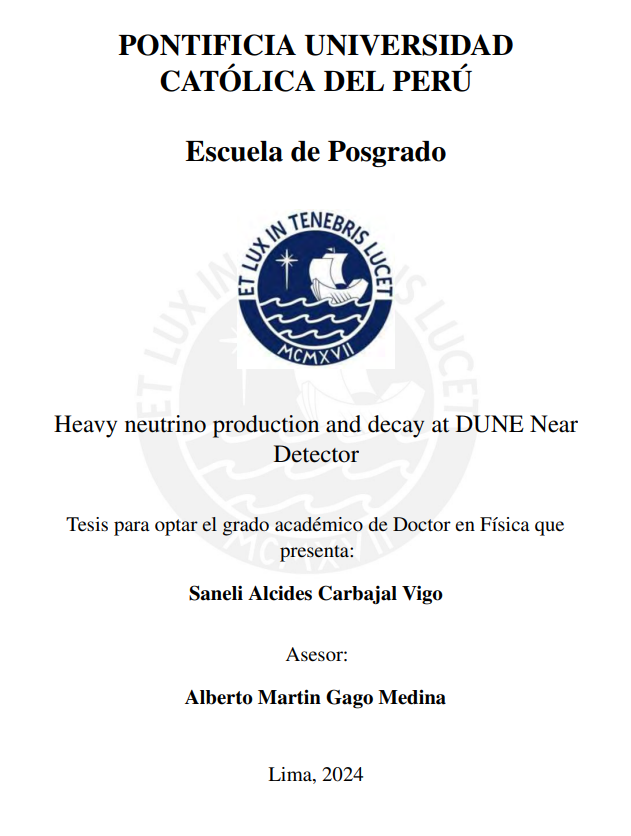 PONTIFICIA UNIVERSIDAD
CATÓLICA DEL PERÚ
Escuela de Posgrado
ET LUX IN TENEBRIS LUCET
MCMXVII
Heavy neutrino production and decay at DUNE Near
Detector
Tesis para optar el grado académico de Doctor en Física que
presenta:
Saneli Alcides Carbajal Vigo
Asesor:
Alberto Martin Gago Medina
Lima, 2024